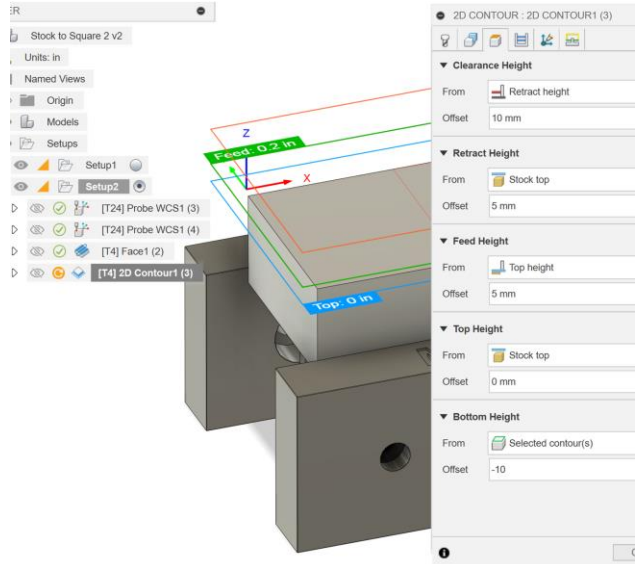 ER
Stock to Square 2 v2
Units: in
Named Views
Origin
Models
Setups
Setup1
Setup2
[T24] Probe WCS1 (3)
[T24] Probe WCS1 (4)
[T4] Face1 (2)
[T4] 2D Contour1 (3)
Z
X
Feed: 0.2 in
Top: 0 in
2D CONTOUR : 2D CONTOUR1 (3)
Clearance Height
From Retract height
Offset 10 mm
Retract Height
From Stock top
Offset 5 mm
Feed Height
From Top height
Offset 5 mm
Top Height
From Stock top
Offset 0 mm
Bottom Height
From Selected contour(s)
Offset -10